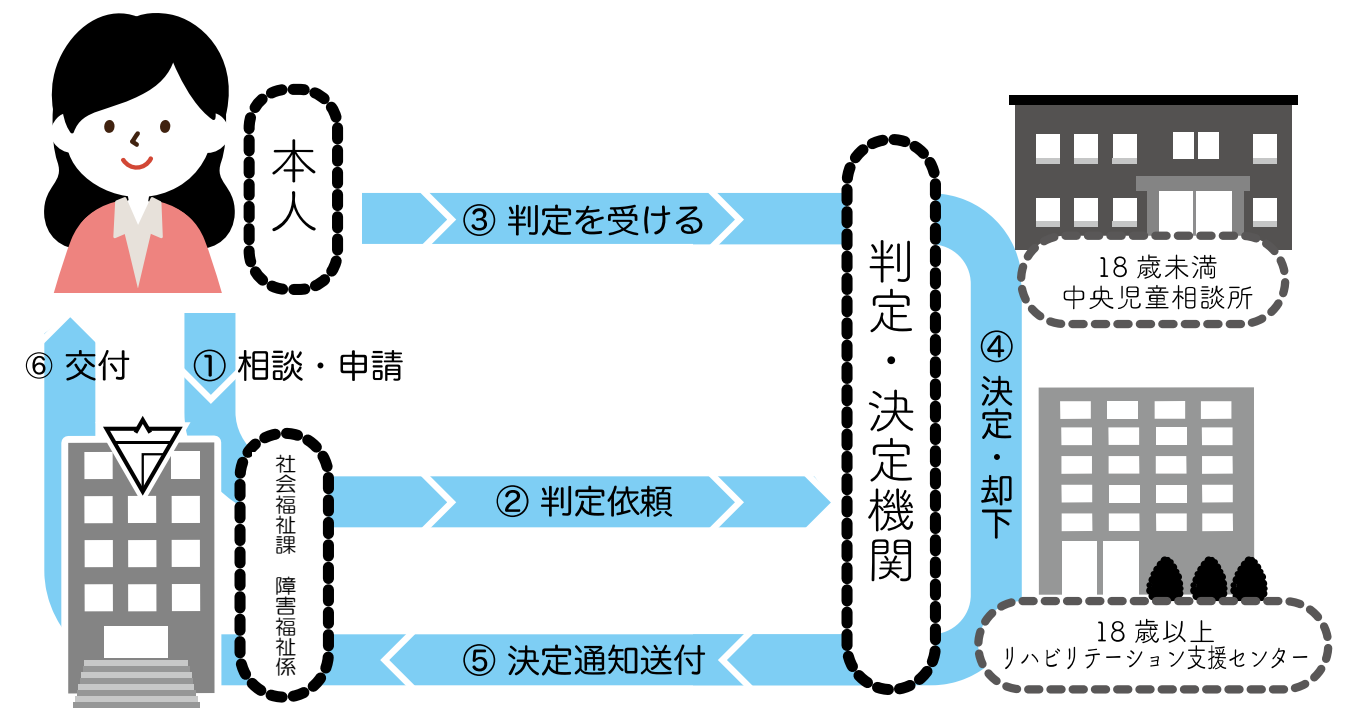 本人
③ 判定を受ける
判定・決定機関
18歳未満
中央児童相談所
⑥ 交付
① 相談・申請
④ 決定・却下
社会福祉課　障害福祉係
② 判定依頼
⑤ 決定通知送付
18歳以上
リハビリテーション支援センター